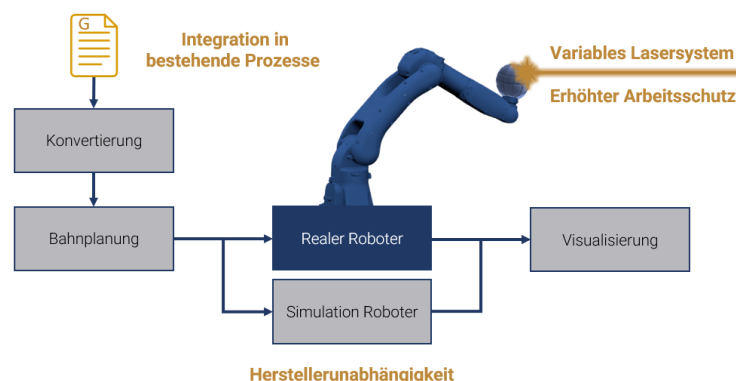 G
Integration in
bestehende Prozesse
Variables Lasersystem
Erhöhter Arbeitsschutz
Konvertierung
Bahnplanung
Realer Roboter
Visualisierung
Simulation Roboter
Herstellerunabhängigkeit